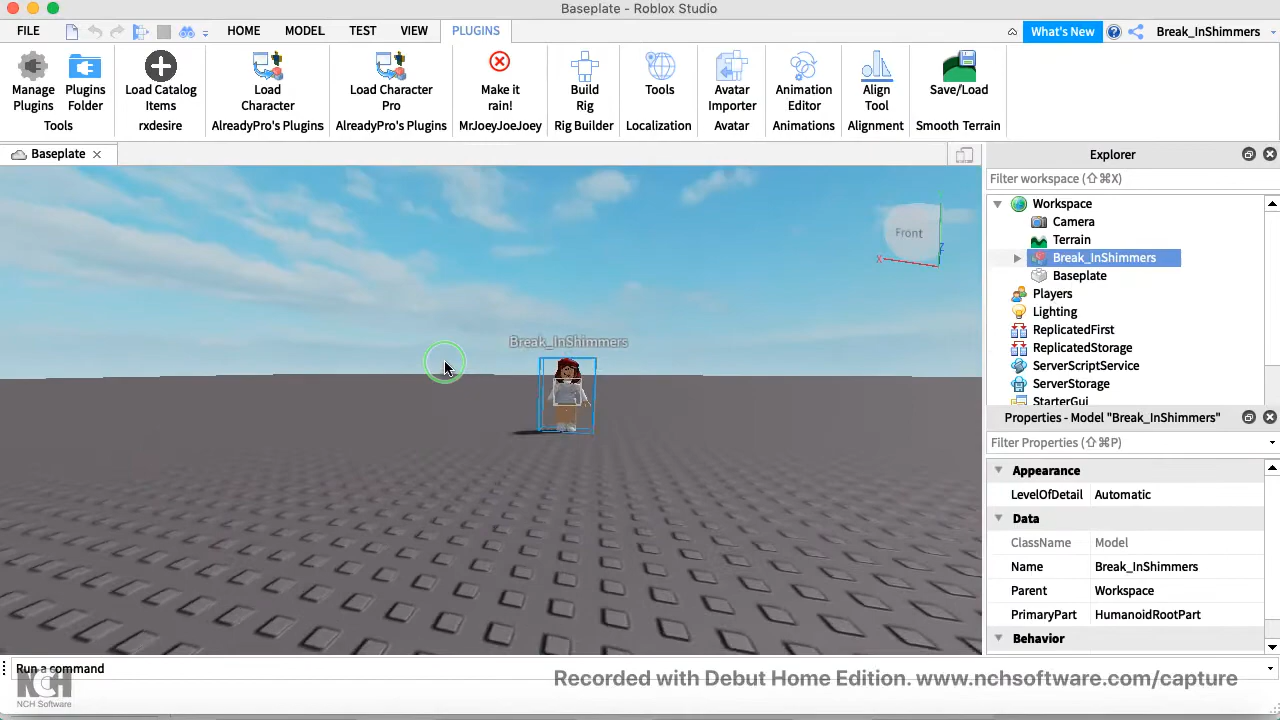 Baseplate - Roblox Studio
FILE HOME MODEL TEST VIEW PLUGINS What's New Break_InShimmers
Manage Plugins
Plugins Folder
Tools
Load Catalog Items
rxdesire
Load Character
AlreadyPro's Plugins
Load Character Pro
AlreadyPro's Plugins
Make it rain!
MrJoeyJoeJoey
Build Rig
Rig Builder
Tools
Localization
Avatar Importer
Avatar
Animation Editor
Animations
Align Tool
Alignment
Save/Load
Smooth Terrain
Baseplate
Front
X
Z
Break_InShimmers
Explorer
Filter workspace (⇧⌘X)
Workspace
Camera
Terrain
Break_InShimmers
Baseplate
Players
Lighting
ReplicatedFirst
ReplicatedStorage
ServerScriptService
ServerStorage
StarterGui
Properties - Model "Break_InShimmers"
Filter Properties (⇧⌘P)
Appearance
LevelOfDetail Automatic
Data
ClassName Model
Name Break_InShimmers
Parent Workspace
PrimaryPart HumanoidRootPart
Behavior
Run a command
NCH
NCH Software
Recorded with Debut Home Edition. www.nchsoftware.com/capture